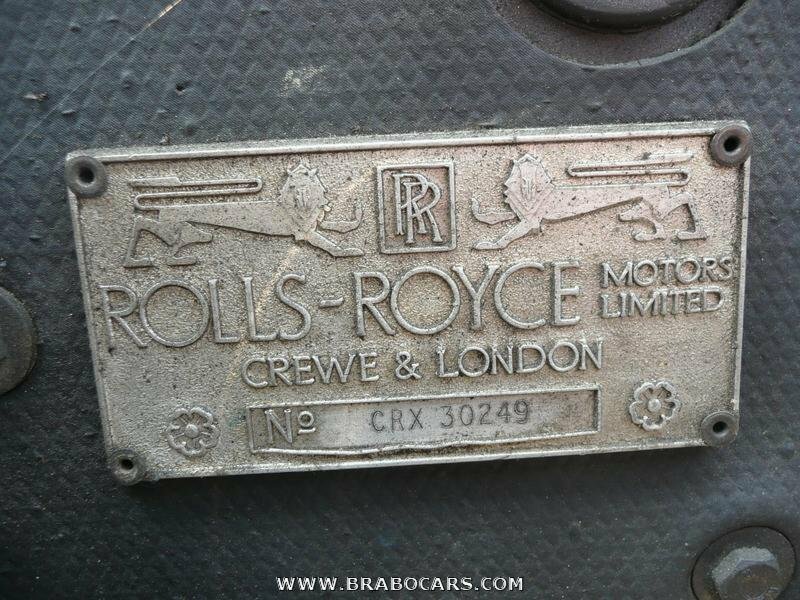 RR
ROLLS-ROYCE MOTORS LIMITED
CREWE & LONDON
Nº CRX 30249
WWW.BRABOCARS.COM